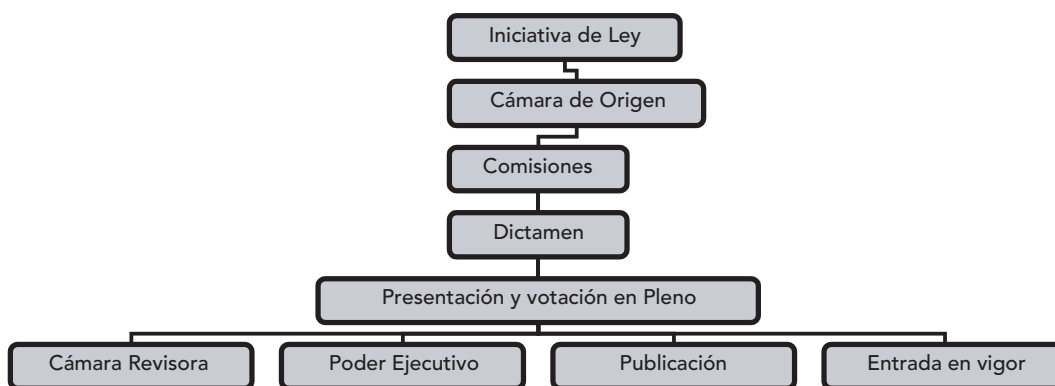 Iniciativa de Ley
Cámara de Origen
Comisiones
Dictamen
Presentación y votación en Pleno
Cámara Revisora
Poder Ejecutivo
Publicación
Entrada en vigor